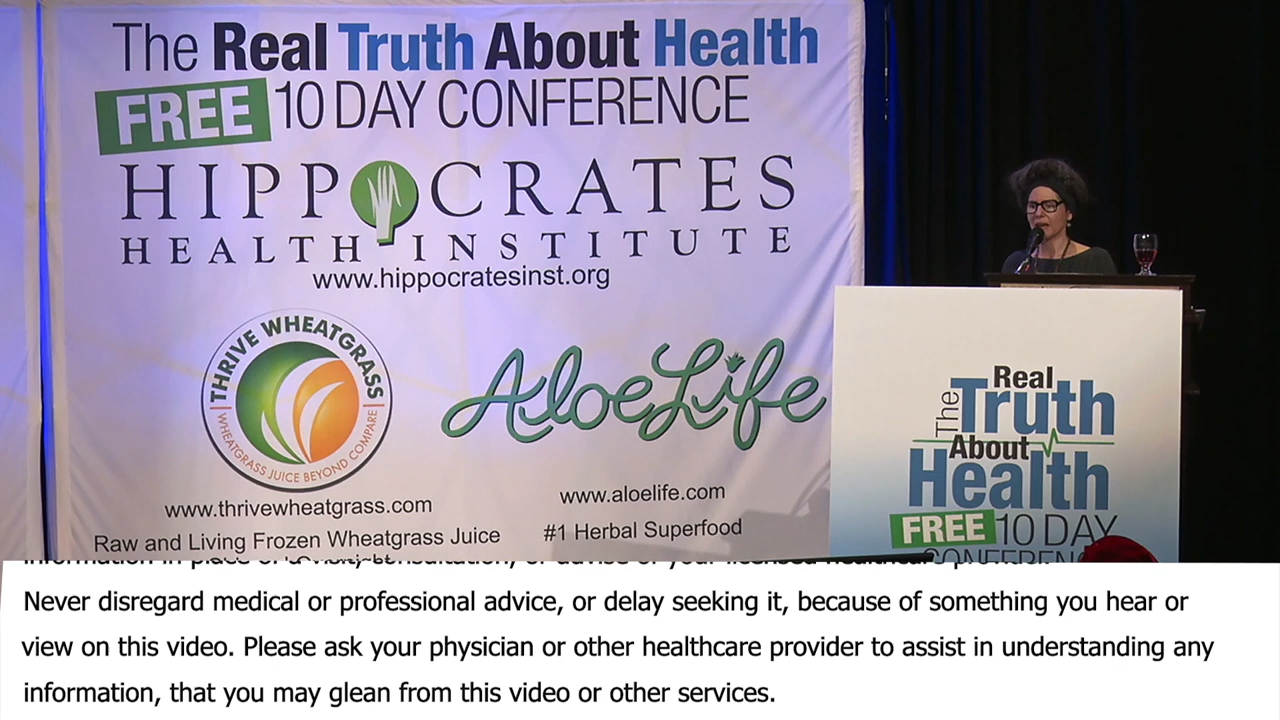 The Real Truth About Health
FREE 10 DAY CONFERENCE
HIPPOCRATES
HEALTH INSTITUTE
www.hippocratesinst.org
THRIVE WHEATGRASS
WHEATGRASS JUICE BEYOND COMPARE
www.thrivewheatgrass.com
Raw and Living Frozen Wheatgrass Juice
AloeLife
www.aloelife.com
#1 Herbal Superfood
The Real
Truth
About
Health
FREE 10 DAY
CONFERENC
Never disregard medical or professional advice, or delay seeking it, because of something you hear or
view on this video. Please ask your physician or other healthcare provider to assist in understanding any
information, that you may glean from this video or other services.